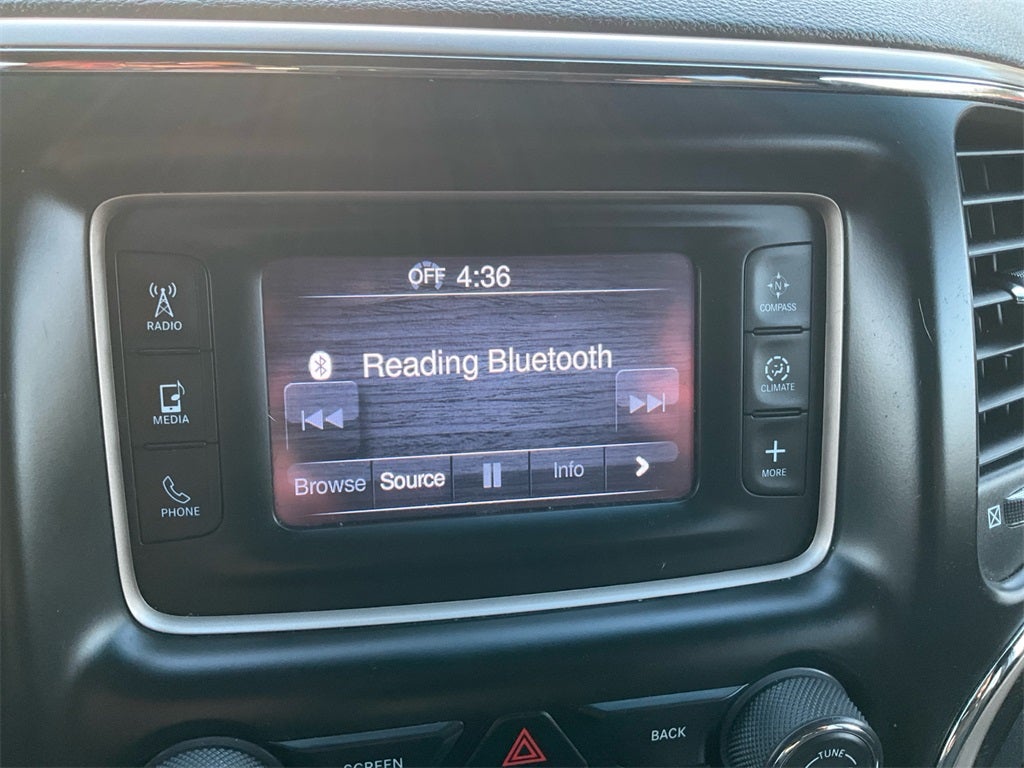 OFF 4:36
RADIO
Reading Bluetooth
N
COMPASS
MEDIA
CLIMATE
Browse Source Info
PHONE
MORE
SCREEN
BACK
TUNE